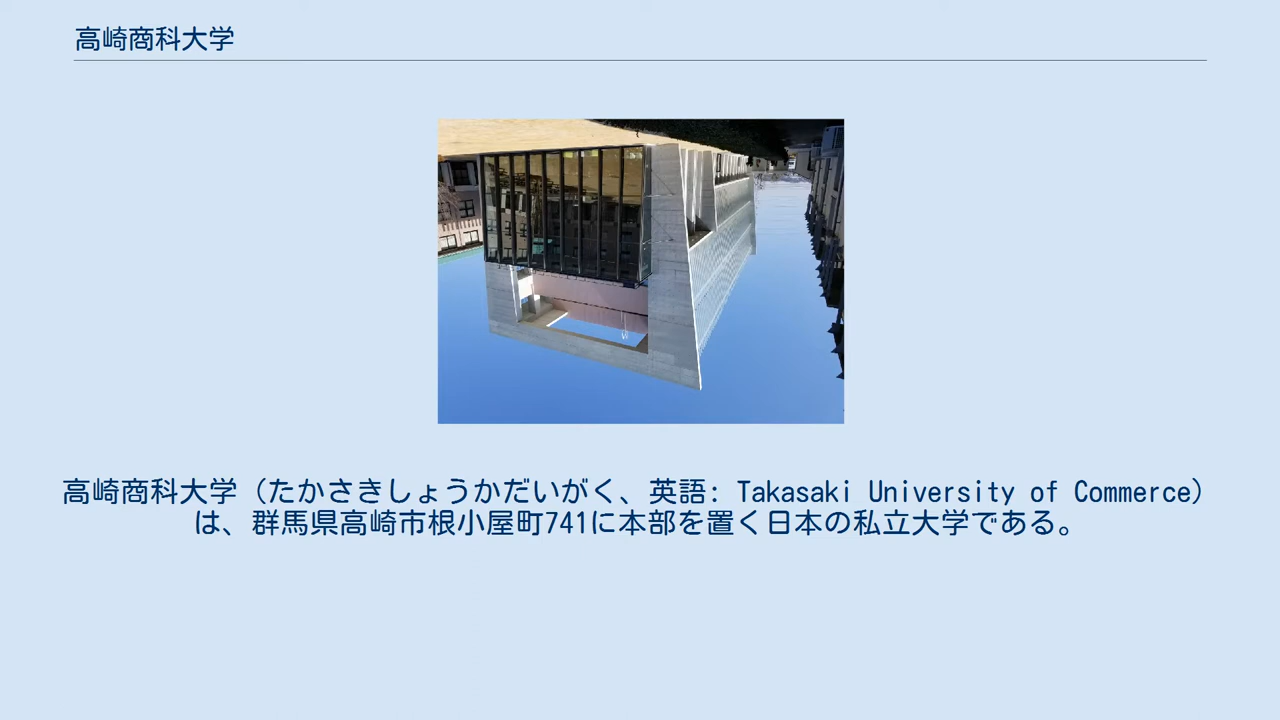 高崎商科大学
高崎商科大学（たかさきしょうかだいがく、英語: Takasaki University of Commerce）
は、群馬県高崎市根小屋町741に本部を置く日本の私立大学である。